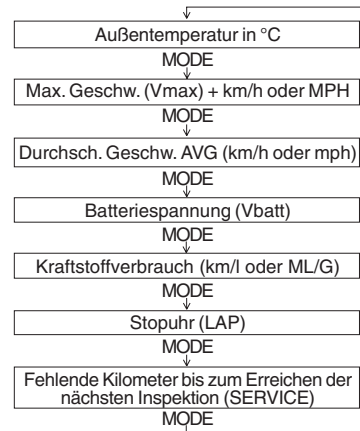 Außentemperatur in °C
MODE
Max. Geschw. (Vmax) + km/h oder MPH
MODE
Durchsch. Geschw. AVG (km/h oder mph)
MODE
Batteriespannung (Vbatt)
MODE
Kraftstoffverbrauch (km/l oder ML/G)
MODE
Stopuhr (LAP)
MODE
Fehlende Kilometer bis zum Erreichen der
nächsten Inspektion (SERVICE)
MODE